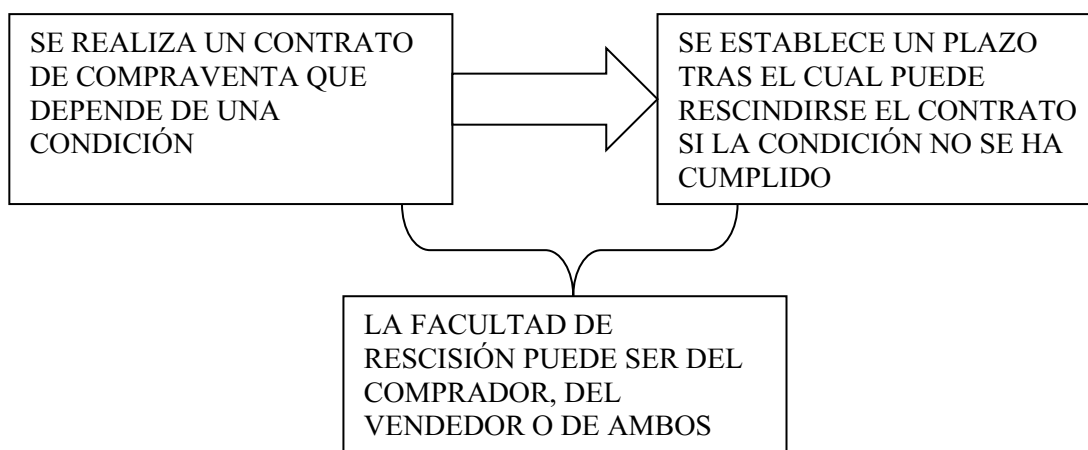 SE REALIZA UN CONTRATO
DE COMPRAVENTA QUE
DEPENDE DE UNA
CONDICIÓN
SE ESTABLECE UN PLAZO
TRAS EL CUAL PUEDE
RESCINDIRSE EL CONTRATO
SI LA CONDICIÓN NO SE HA
CUMPLIDO
LA FACULTAD DE
RESCISIÓN PUEDE SER DEL
COMPRADOR, DEL
VENDEDOR O DE AMBOS